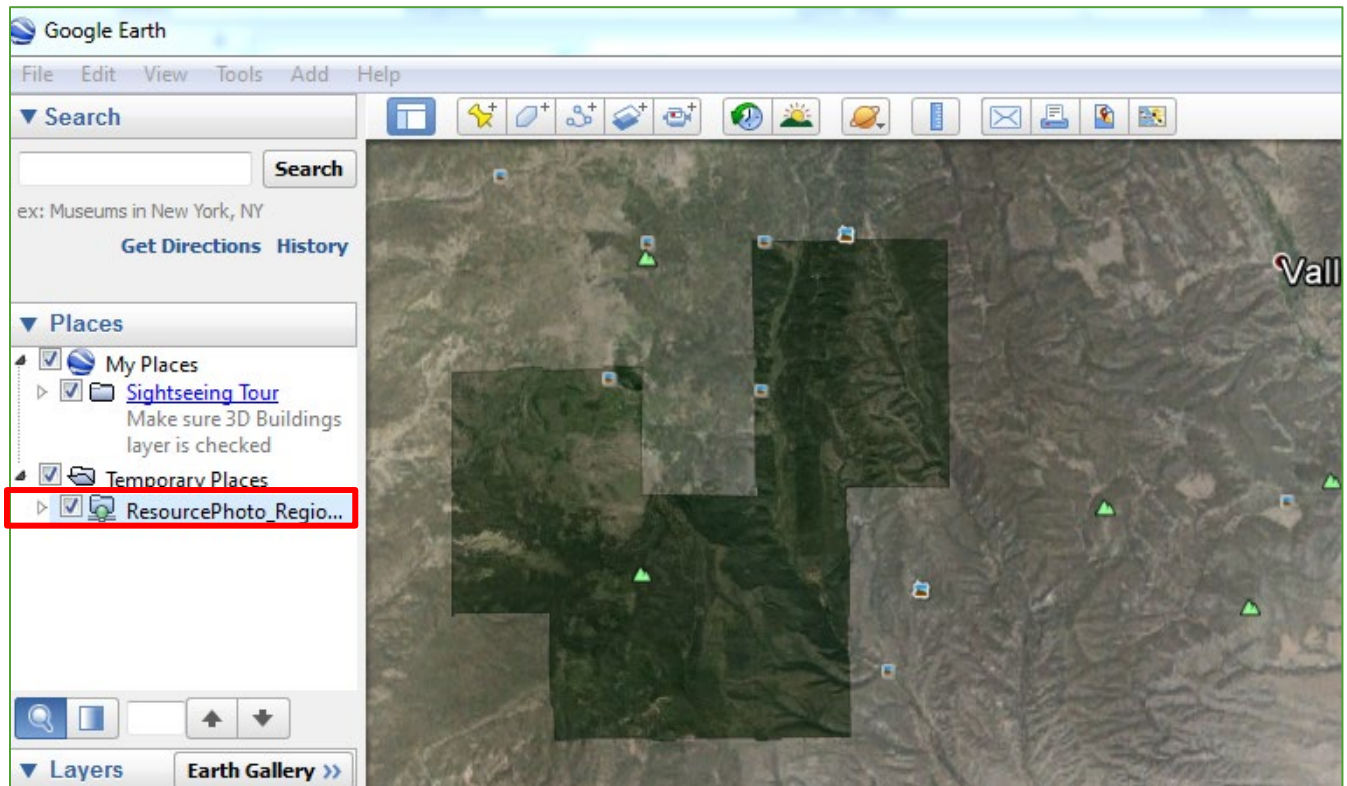 Google Earth
File Edit View Tools Add Help
Search
Search
ex: Museums in New York, NY
Get Directions History
Places
My Places
Sightseeing Tour
Make sure 3D Buildings
layer is checked
Temporary Places
ResourcePhoto_Regio...
Layers
Earth Gallery >>
Vall